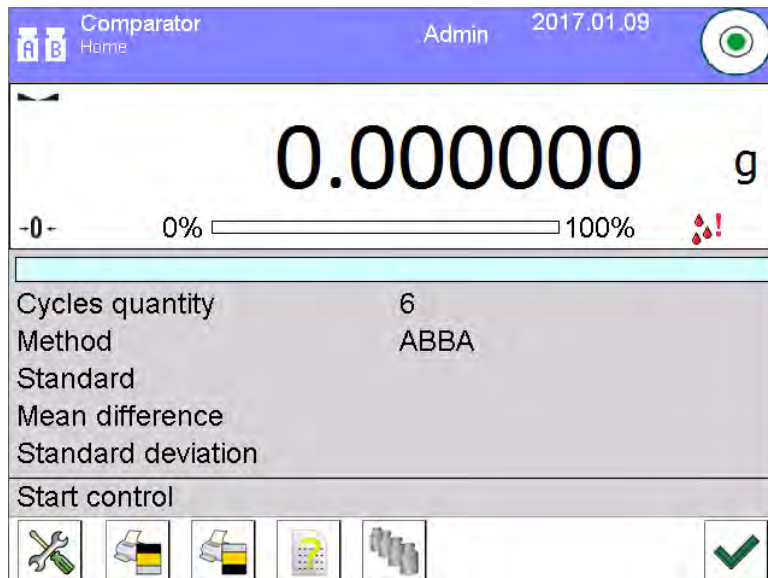 A B Comparator Admin 2017.01.09
Home
0.000000 g
-0- 0% 100% !
Cycles quantity 6
Method ABBA
Standard
Mean difference
Standard deviation
Start control
?